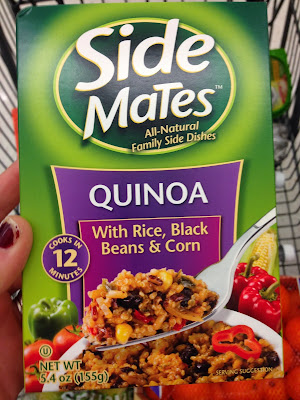 Side
Mates™
All-Natural
Family Side Dishes
QUINOA
With Rice, Black
Beans & Corn
COOKS IN
12
MINUTES
U
NET WT
5.4 oz (155g)
SERVING SUGGESTION